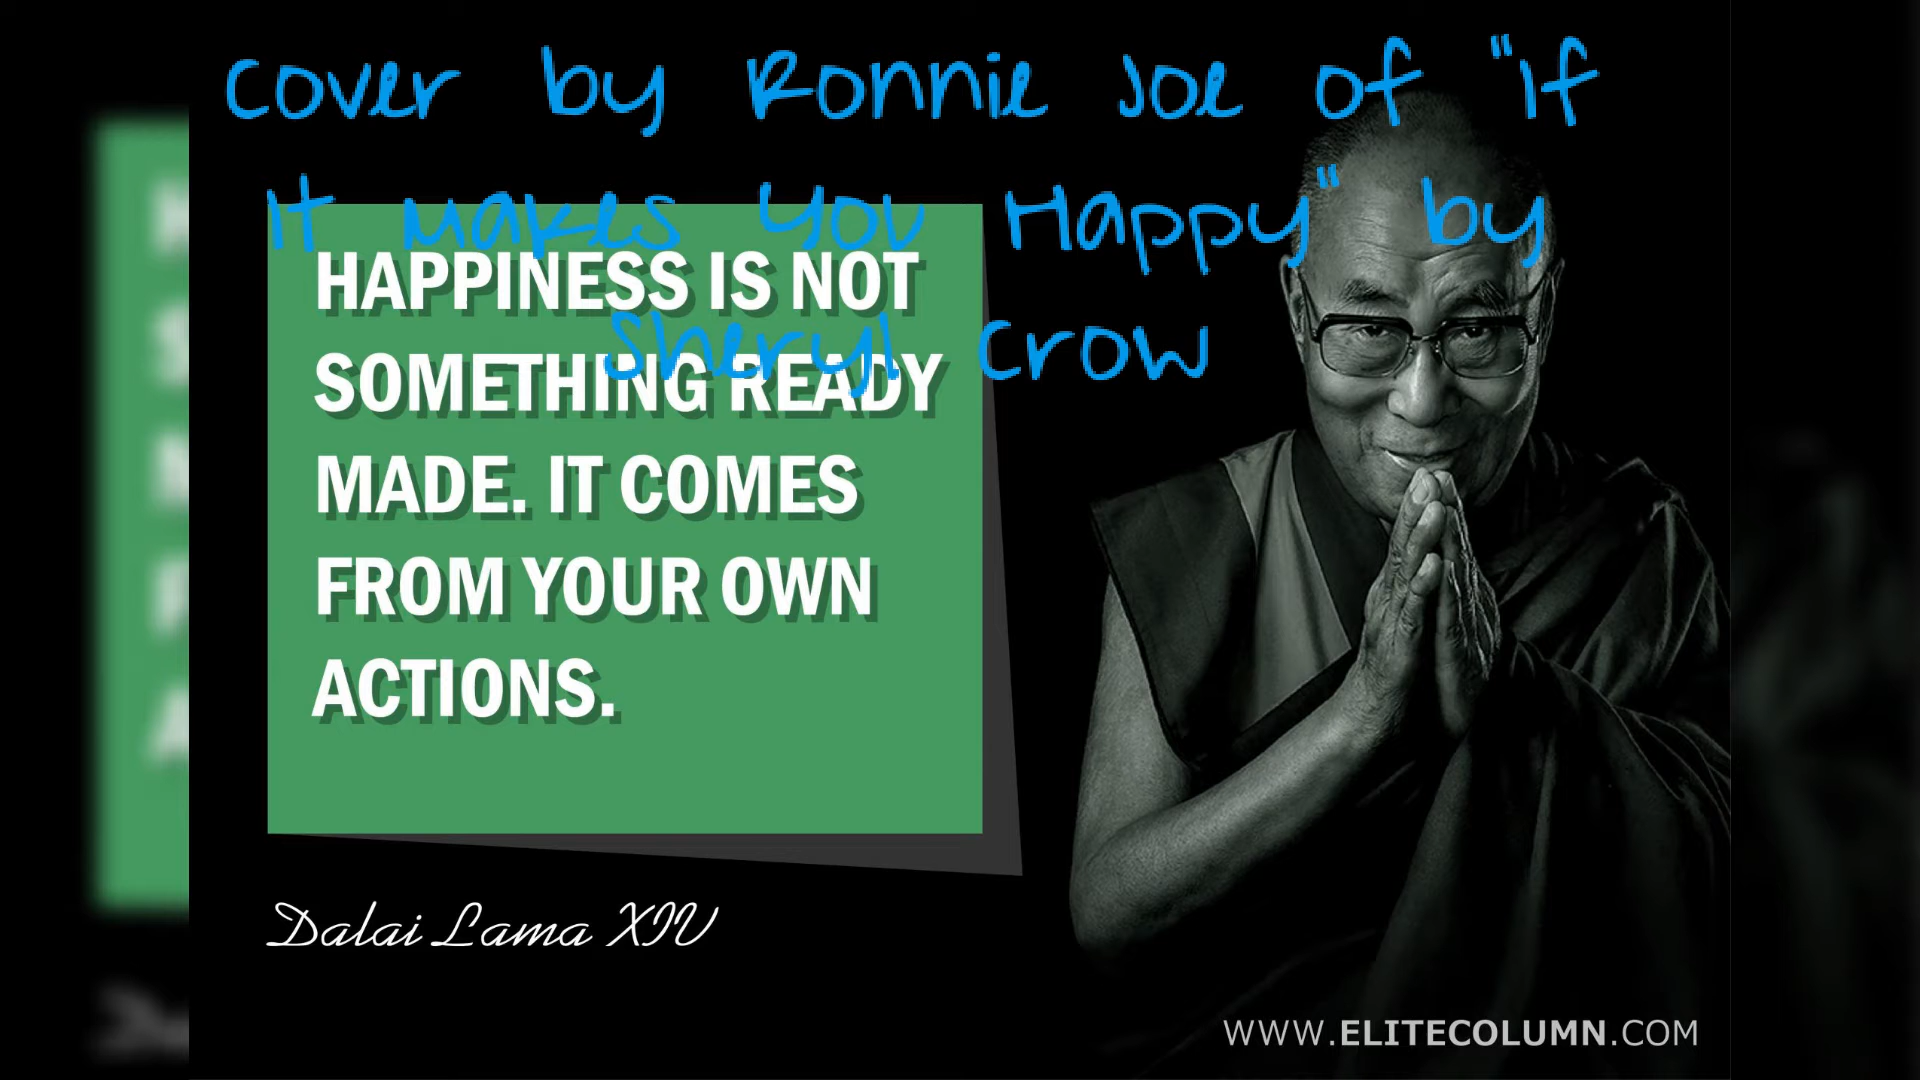 Cover by Ronnie Joe of "If
It Makes You Happy" by
Sheryl Crow
HAPPINESS IS NOT
SOMETHING READY
MADE. IT COMES
FROM YOUR OWN
ACTIONS.
Dalai Lama XIV
WWW.ELITECOLUMN.COM